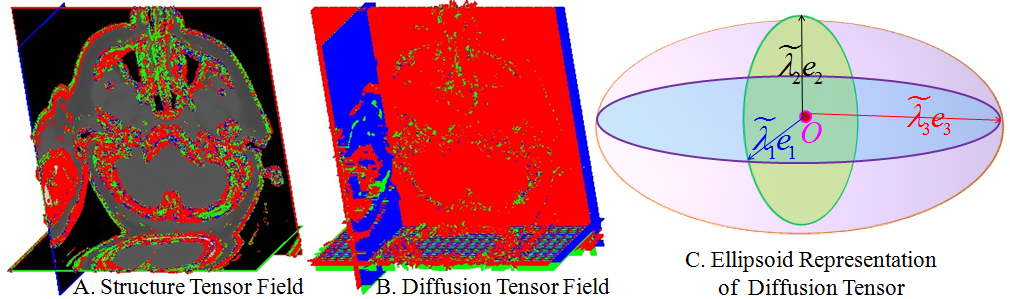 λ̃₂e₂
λ̃₃e₃
λ̃₁e₁
O
A. Structure Tensor Field
B. Diffusion Tensor Field
C. Ellipsoid Representation
of Diffusion Tensor